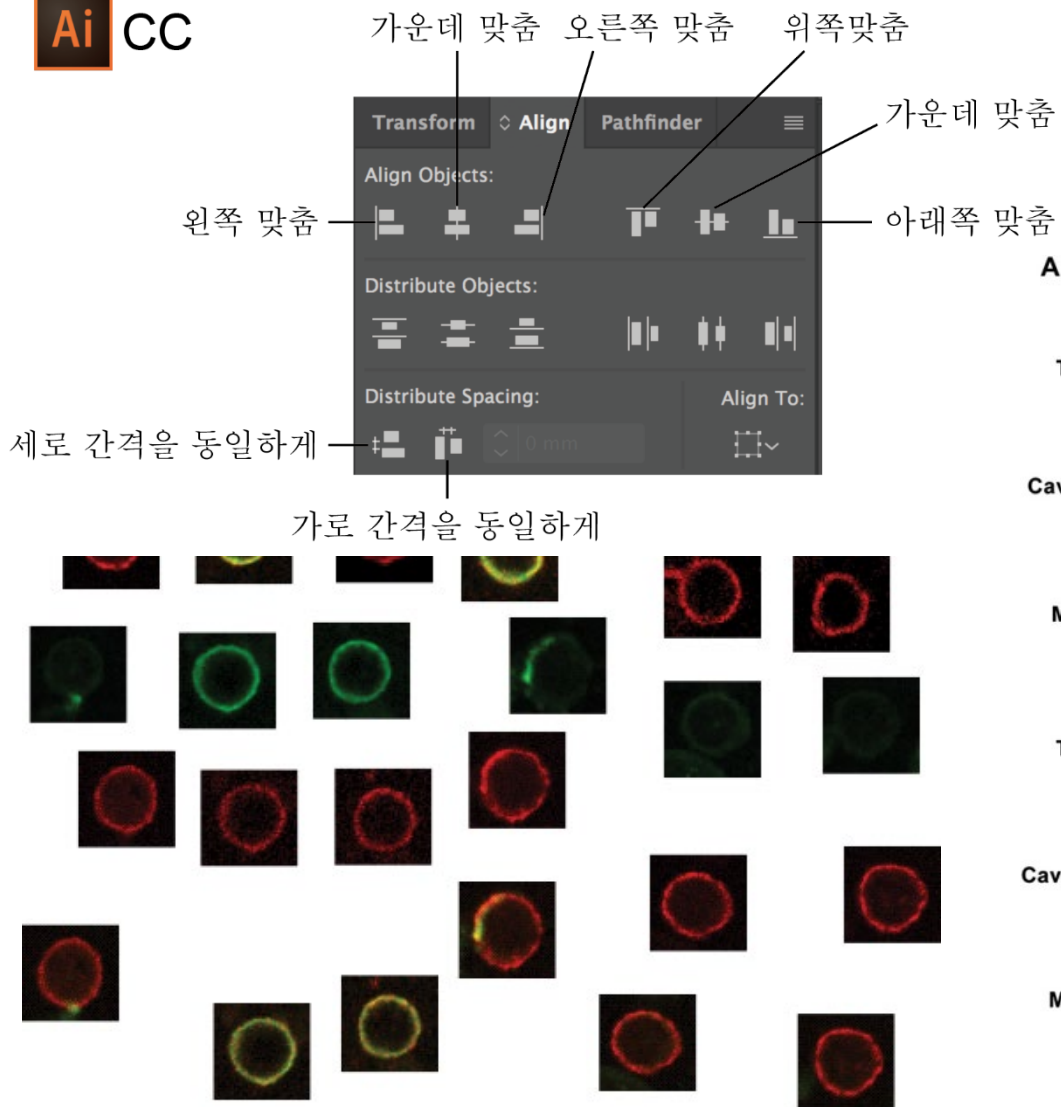 Ai CC
가운데 맞춤 오른쪽 맞춤 위쪽맞춤
Transform Align Pathfinder
가운데 맞춤
Align Objects:
왼쪽 맞춤
아래쪽 맞춤
Distribute Objects:
Distribute Spacing:
Align To:
세로 간격을 동일하게
0 mm
가로 간격을 동일하게
A
T
Cav
M
T
Cav
M